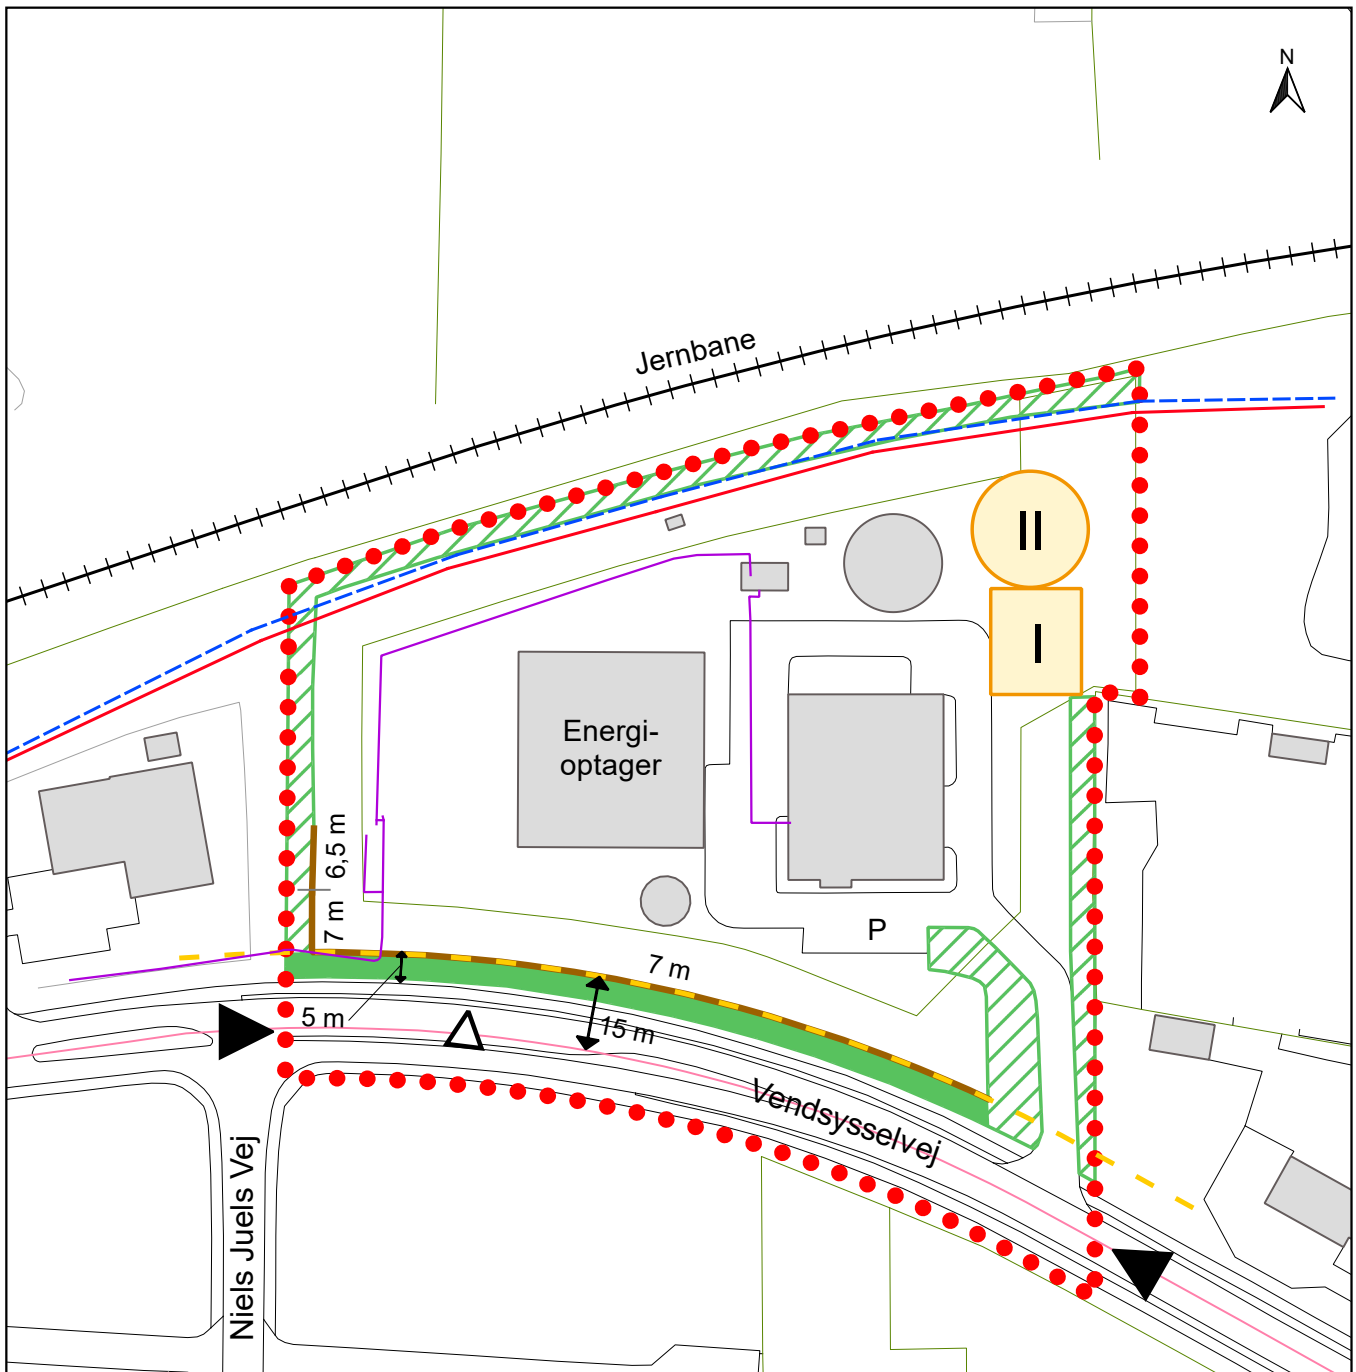 N
Jernbane
II
I
Energi-
optager
6,5 m
7 m
P
7 m
5 m
15 m
Vendsysselvej
Niels Juels Vej